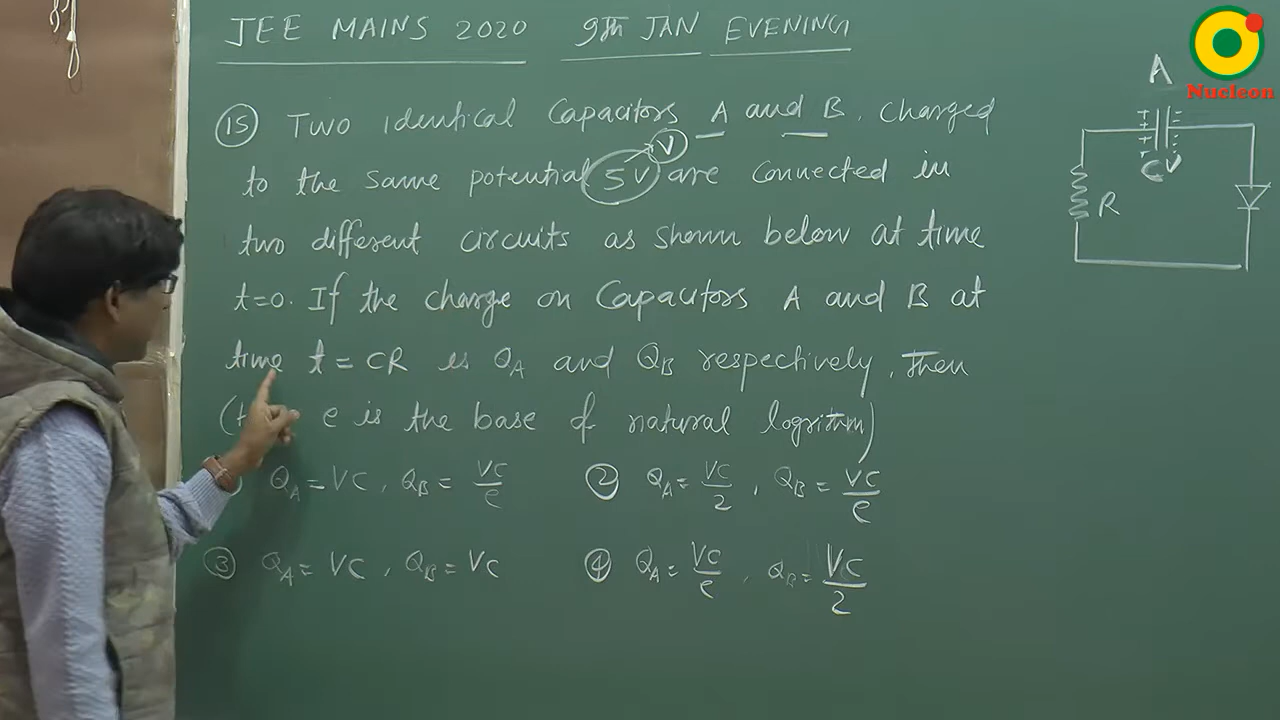 JEE MAINS 2020 9th JAN EVENING
Nucleon
(15) Two identical Capacitors A and B, charged
to the same potential 5V are connected in
V
two different circuits as shown below at time
t=0. If the charge on Capacitors A and B at
time t = CR is QA and QB respectively, then
e is the base of natural logritm)
QA = VC, QB = VC/e
(2) QA = VC/2, QB = VC/e
(3) QA = VC, QB = VC
(4) QA = VC/e, QB = VC/2
A
+ + + +
- - - -
C V
R